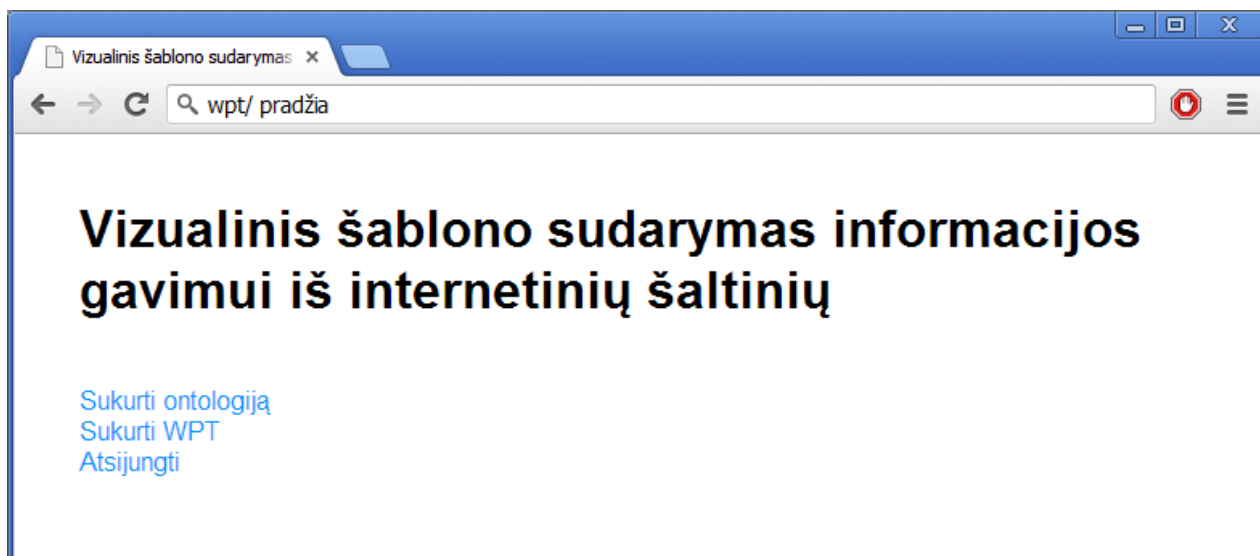 Vizualinis šablono sudarymas
wpt/ pradžia
Vizualinis šablono sudarymas informacijos
gavimui iš internetinių šaltinių
Sukurti ontologiją
Sukurti WPT
Atsijungti